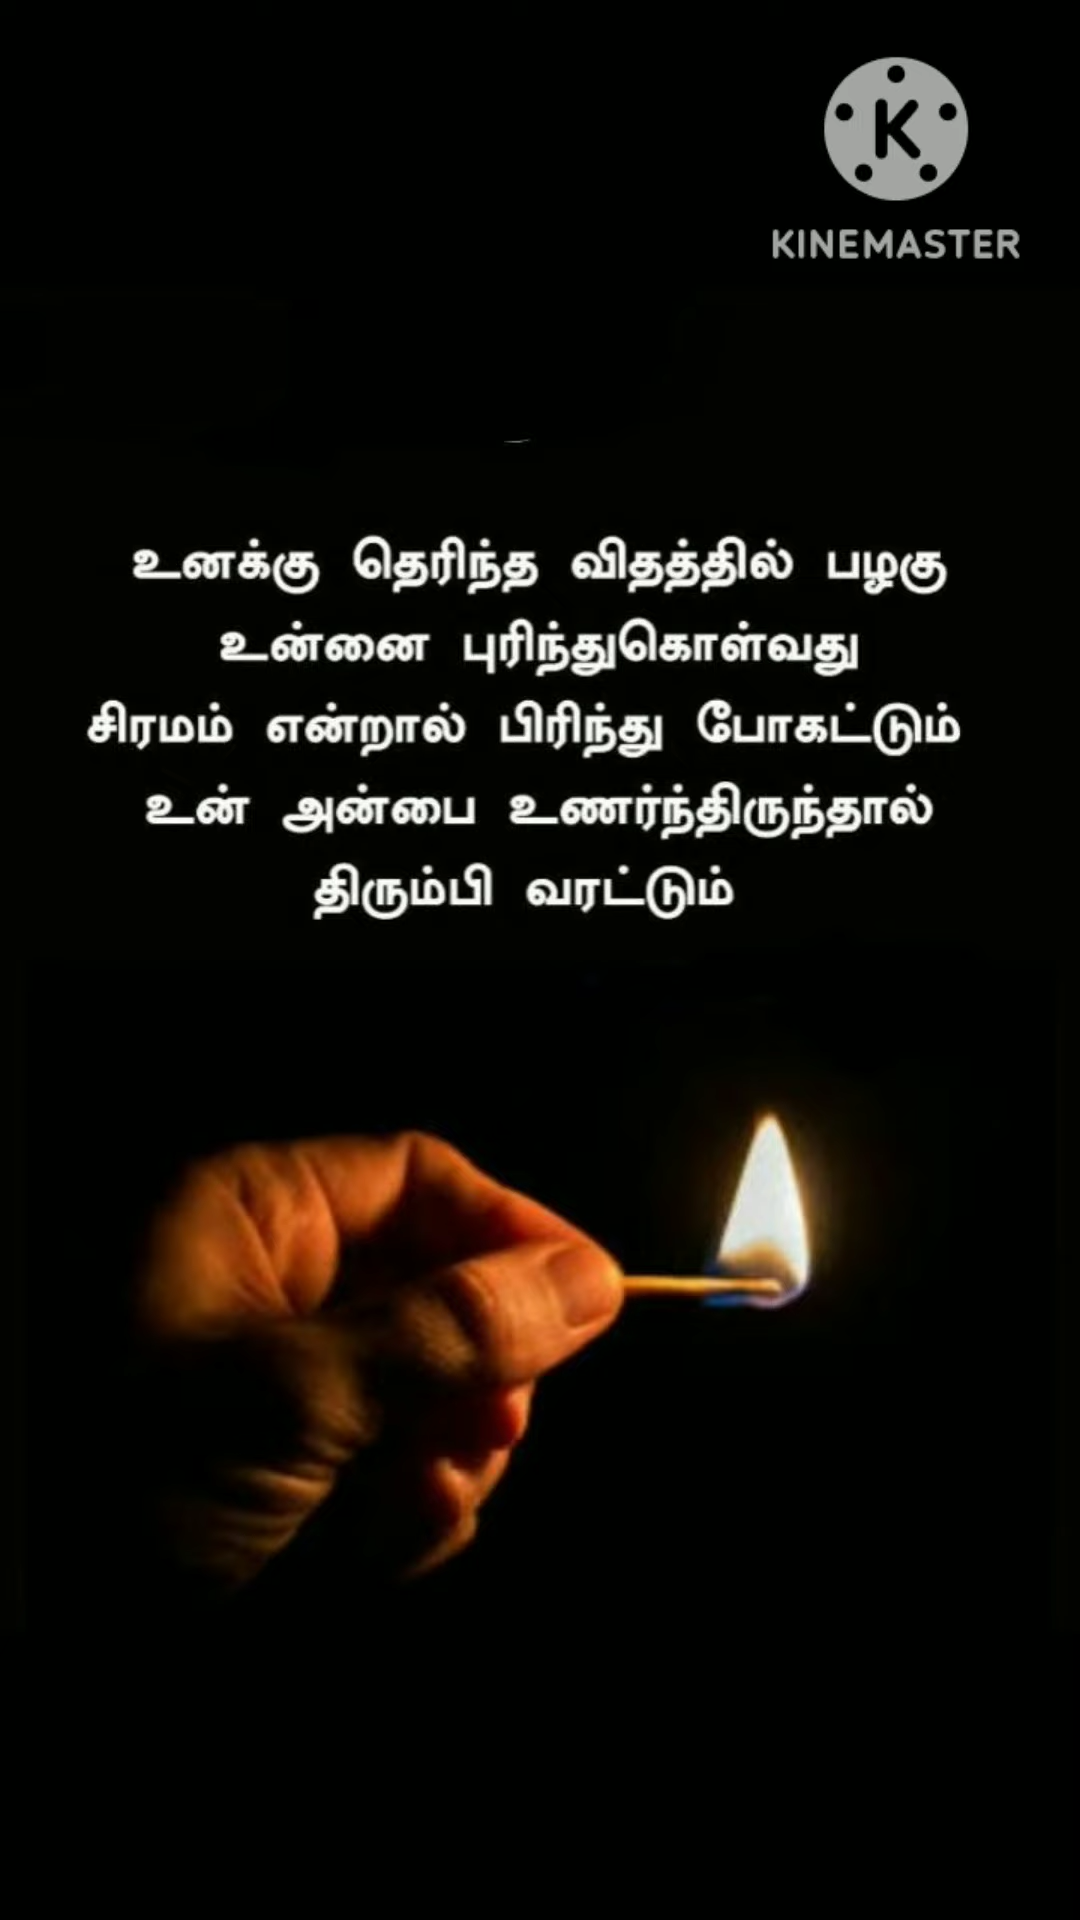 K
KINEMASTER
உனக்கு தெரிந்த விதத்தில் பழகு
உன்னை புரிந்துகொள்வது
சிரமம் என்றால் பிரிந்து போகட்டும்
உன் அன்பை உணர்ந்திருந்தால்
திரும்பி வரட்டும்